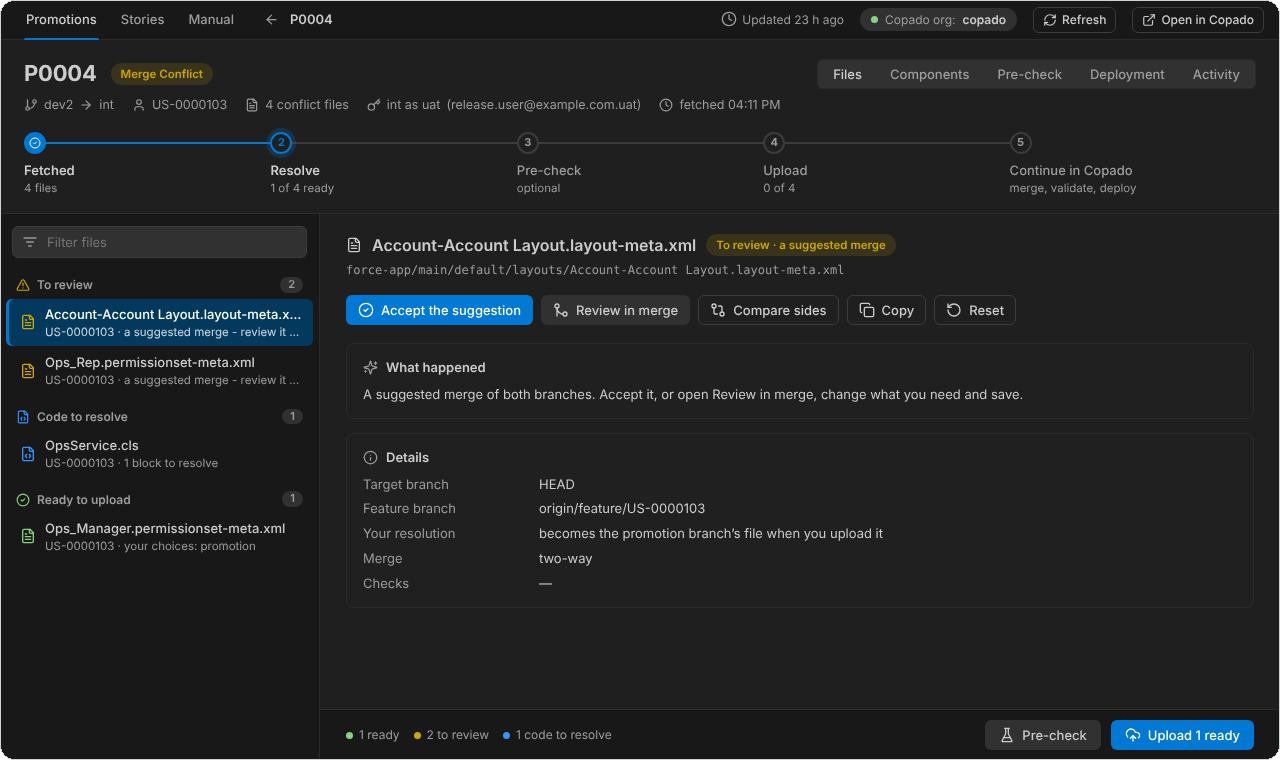 Promotions Stories Manual ← P0004 Updated 23 h ago Copado org: copado Refresh Open in Copado
P0004 Merge Conflict Files Components Pre-check Deployment Activity
dev2 → int US-0000103 4 conflict files int as uat (release.user@example.com.uat) fetched 04:11 PM
2 3 4 5
Fetched Resolve Pre-check Upload Continue in Copado
4 files 1 of 4 ready optional 0 of 4 merge, validate, deploy
Filter files
To review 2
Account-Account Layout.layout-meta.x...
US-0000103 · a suggested merge - review it ...
Ops_Rep.permissionset-meta.xml
US-0000103 · a suggested merge - review it ...
Code to resolve 1
OpsService.cls
US-0000103 · 1 block to resolve
Ready to upload 1
Ops_Manager.permissionset-meta.xml
US-0000103 · your choices: promotion
Account-Account Layout.layout-meta.xml To review · a suggested merge
force-app/main/default/layouts/Account-Account Layout.layout-meta.xml
Accept the suggestion Review in merge Compare sides Copy Reset
What happened
A suggested merge of both branches. Accept it, or open Review in merge, change what you need and save.
Details
Target branch HEAD
Feature branch origin/feature/US-0000103
Your resolution becomes the promotion branch’s file when you upload it
Merge two-way
Checks —
1 ready 2 to review 1 code to resolve Pre-check Upload 1 ready